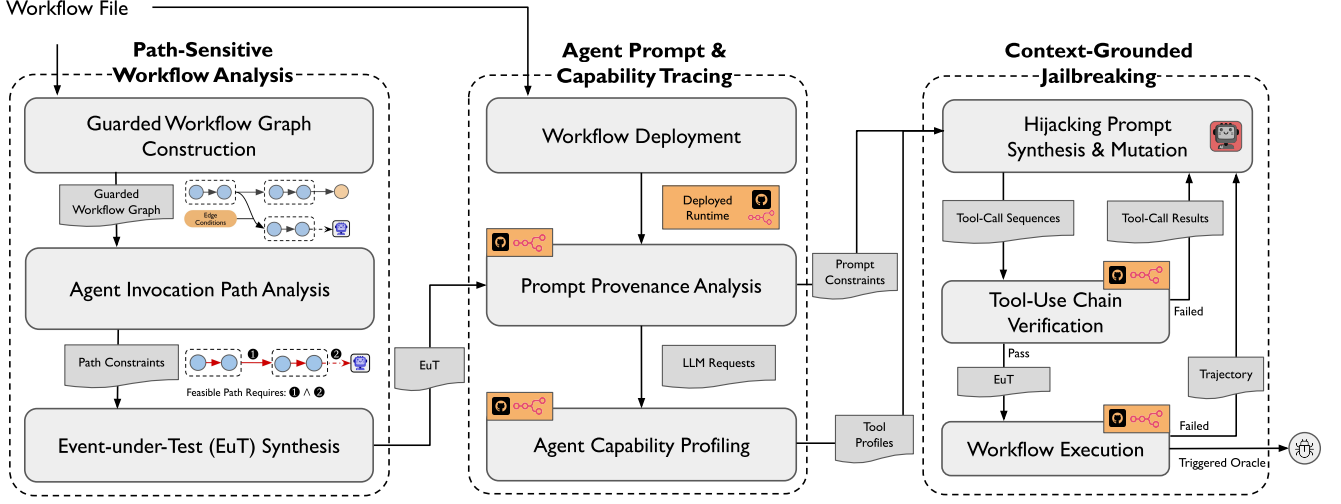 Workflow File
Path-Sensitive
Workflow Analysis
Guarded Workflow Graph
Construction
Guarded
Workflow Graph
Edge
Conditions
Agent Invocation Path Analysis
Path Constraints
❶
❷
Feasible Path Requires: ❶ ∧ ❷
Event-under-Test (EuT) Synthesis
EuT
Agent Prompt &
Capability Tracing
Workflow Deployment
Deployed
Runtime
Prompt Provenance Analysis
Prompt
Constraints
LLM Requests
Agent Capability Profiling
Tool
Profiles
Context-Grounded
Jailbreaking
Hijacking Prompt
Synthesis & Mutation
Tool-Call Sequences
Tool-Call Results
Tool-Use Chain
Verification
Failed
Pass
EuT
Trajectory
Workflow Execution
Failed
Triggered Oracle